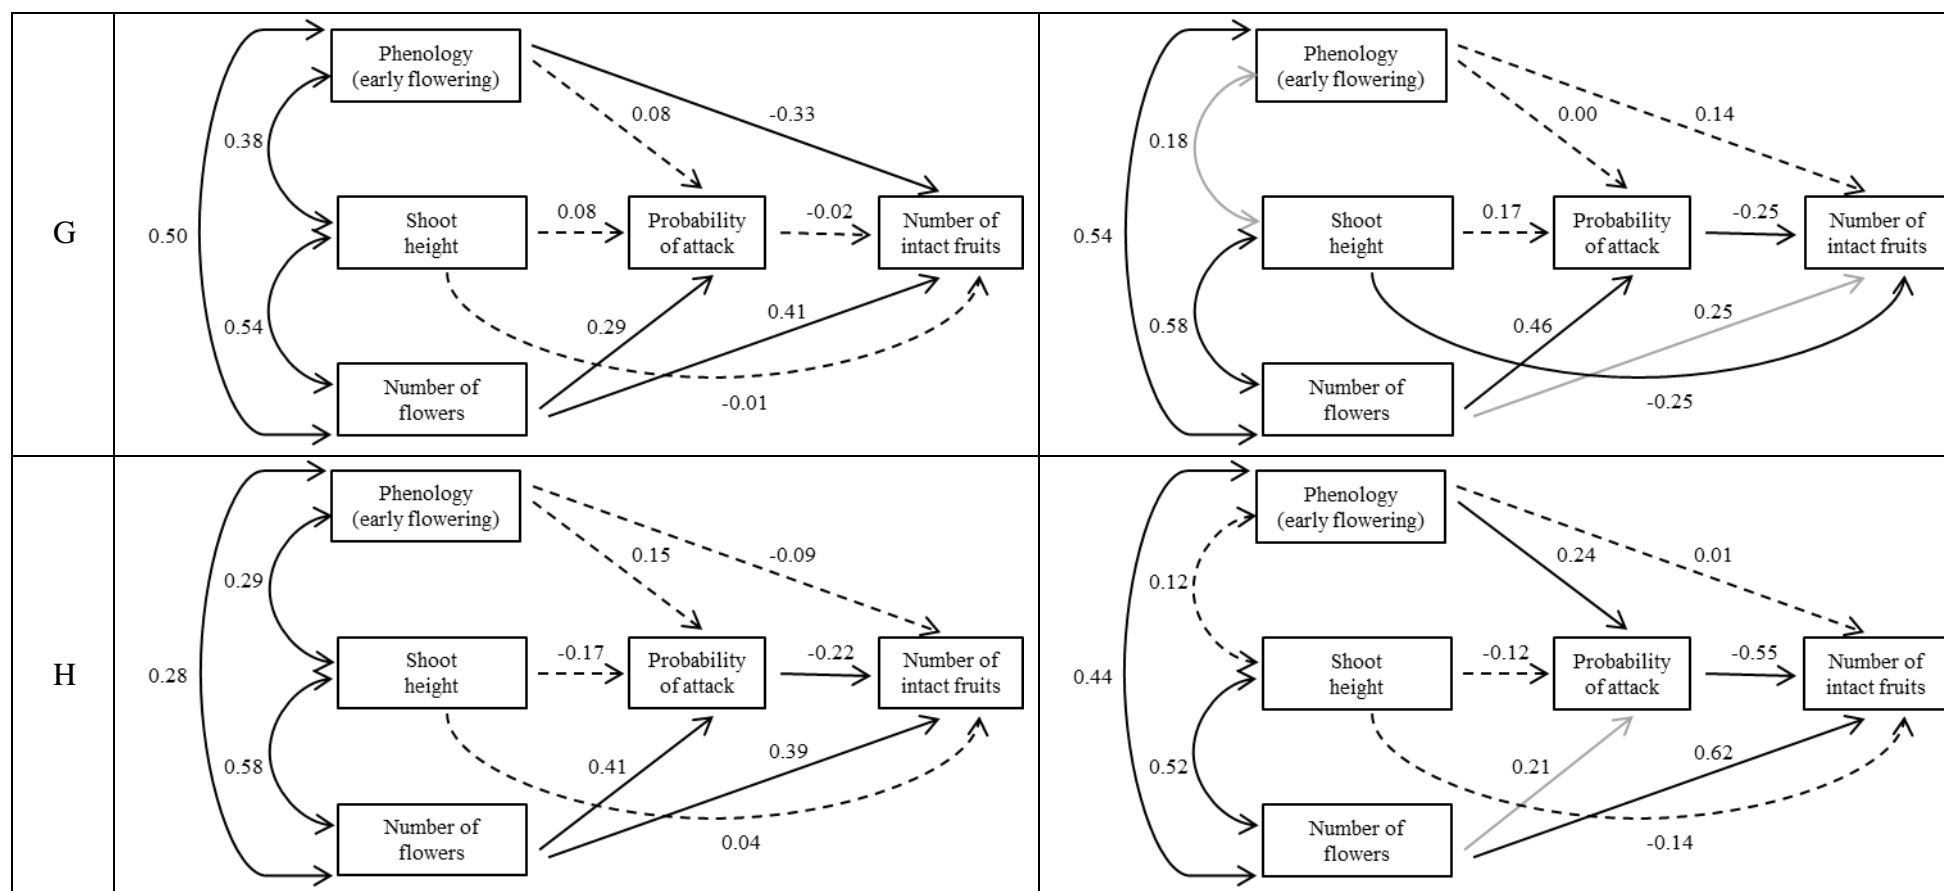 G
Phenology
(early flowering)
0.08
-0.33
0.38
0.50
Shoot
height
0.08
Probability
of attack
-0.02
Number of
intact fruits
0.54
0.29
0.41
Number of
flowers
-0.01
Phenology
(early flowering)
0.00
0.14
0.18
0.54
Shoot
height
0.17
Probability
of attack
-0.25
Number of
intact fruits
0.58
0.46
0.25
Number of
flowers
-0.25
H
Phenology
(early flowering)
0.15
-0.09
0.29
0.28
Shoot
height
-0.17
Probability
of attack
-0.22
Number of
intact fruits
0.58
0.41
0.39
Number of
flowers
0.04
Phenology
(early flowering)
0.24
0.01
0.12
0.44
Shoot
height
-0.12
Probability
of attack
-0.55
Number of
intact fruits
0.52
0.21
0.62
Number of
flowers
-0.14